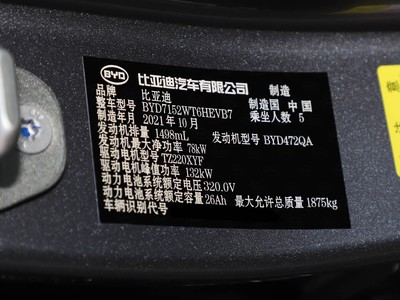 BYD 比亚迪汽车有限公司 制造
品牌 比亚迪 制造国 中国
整车型号 BYD7152WT6HEVB7 乘坐人数 5
制造年月 2021年10月
发动机排量 1498mL 发动机型号 BYD472QA
发动机最大净功率 78kW
驱动电机型号 TZ220XYF
驱动电机峰值功率 132kW
动力电池系统额定电压 320.0V
动力电池系统额定容量 26Ah 最大允许总质量 1875kg
车辆识别代号